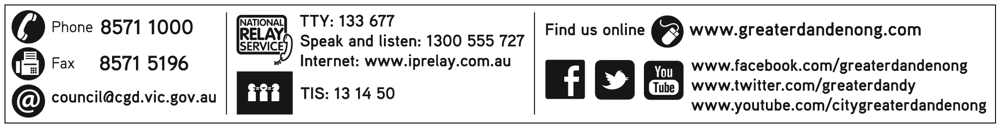 Phone 8571 1000
Fax 8571 5196
@
council@cgd.vic.gov.au
NATIONAL
RELAY
SERVICE
TTY: 133 677
Speak and listen: 1300 555 727
Internet: www.iprelay.com.au
TIS: 13 14 50
Find us online www.greaterdandenong.com
f
You
Tube
www.facebook.com/greaterdandenong
www.twitter.com/greaterdandy
www.youtube.com/citygreaterdandenong